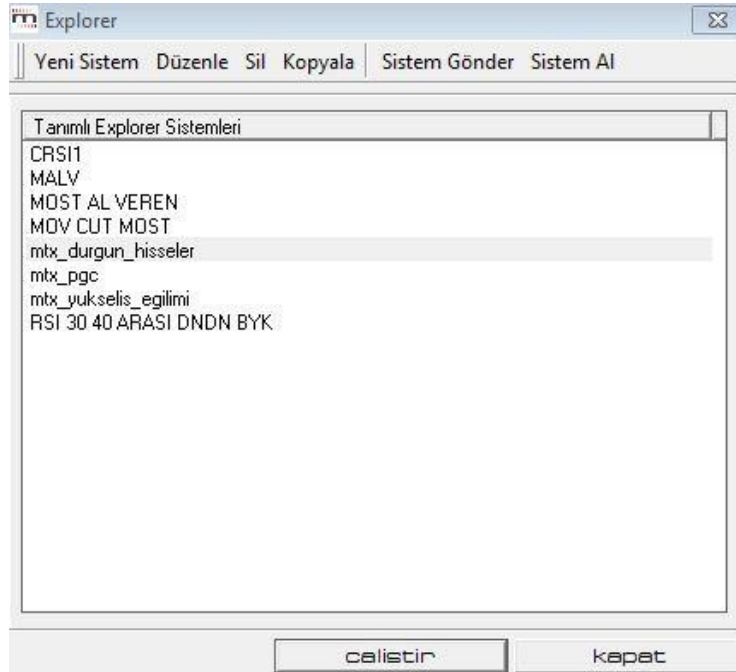 Explorer
Yeni Sistem Düzenle Sil Kopyala Sistem Gönder Sistem Al
Tanımlı Explorer Sistemleri
CRSI1
MALV
MOST AL VEREN
MOV CUT MOST
mtx_durgun_hisseler
mtx_pgc
mtx_yukselis_egilimi
RSI 30 40 ARASI DNDN BYK
calistir kapat